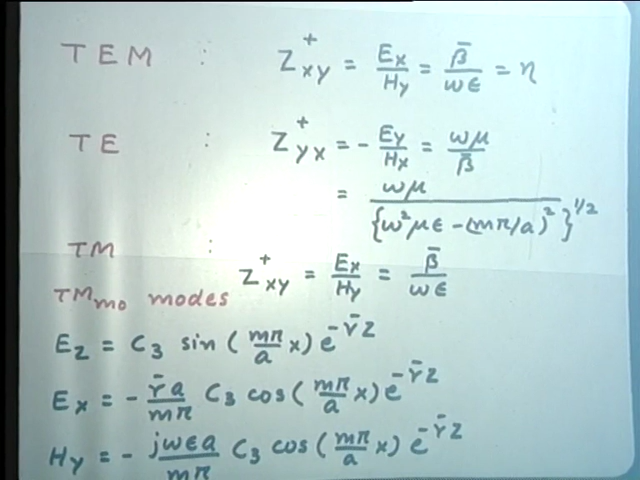 TEM : Z⁺xy = Ex/Hy = β̄/ωϵ = η
TE : Z⁺yx = - Ey/Hx = ωμ/β̄
= ωμ/{ω²μϵ - (mπ/a)²}^1/2
TM : Z⁺xy = Ex/Hy = β̄/ωϵ
TMmo modes
Ez = C3 sin (mπ/a x) e^-γ̄z
Ex = - γ̄a/mπ C3 cos (mπ/a x) e^-γ̄z
Hy = - jωϵa/mπ C3 cos (mπ/a x) e^-γ̄z